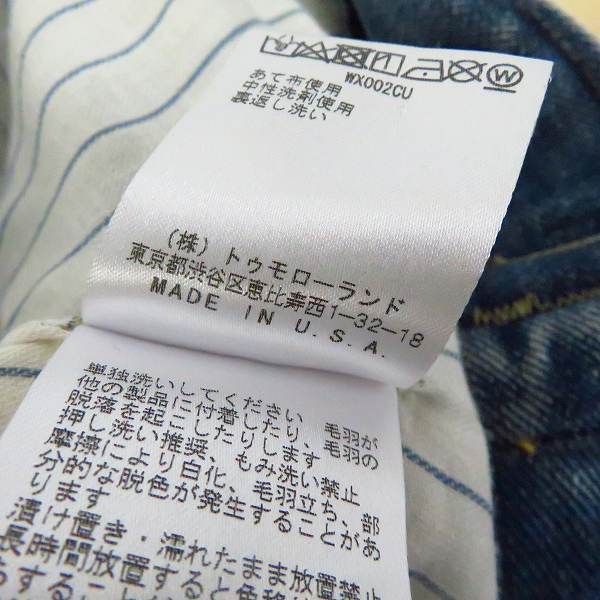 WX002CU
あて布使用
中性洗剤使用
裏返し洗い
(株) トゥモローランド
東京都渋谷区恵比寿西1-32-18
MADE IN U.S.A.
単独洗いしてください 毛羽が
他の製品に付着したり、毛羽の
脱落を起こしたりします
押し洗い推奨、もみ洗い禁止
摩擦により白化、毛羽立ち、部
分的な脱色が発生することがあ
ります
漬け置き・濡れたまま放置禁止
長時間放置すると色移